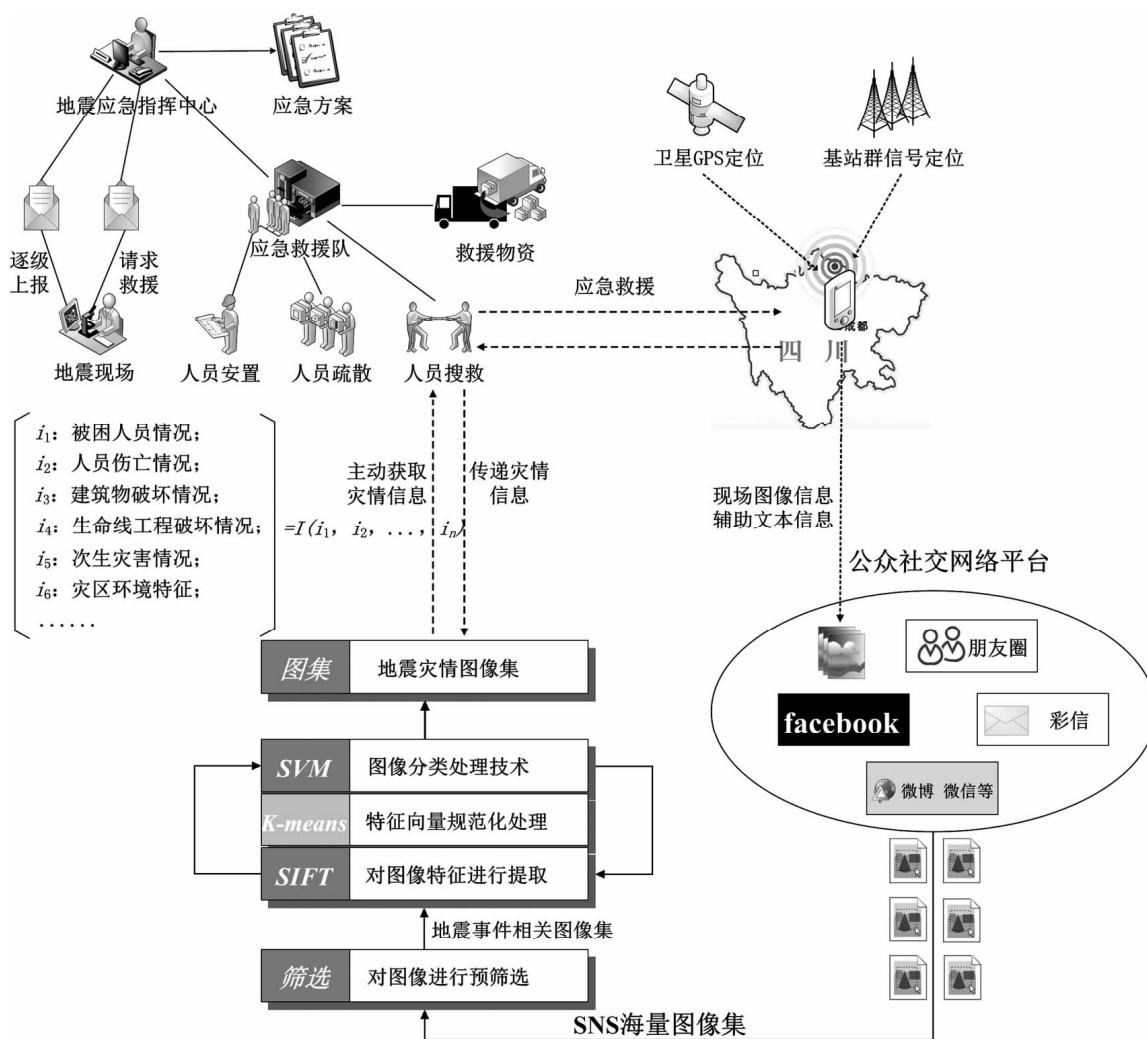 地震应急指挥中心
应急方案
卫星GPS定位
基站群信号定位
逐级
上报
请求
救援
应急救援队
救援物资
应急救援
成都
四 川
地震现场
人员安置
人员疏散
人员搜救
i₁：被困人员情况；
i₂：人员伤亡情况；
i₃：建筑物破坏情况；
i₄：生命线工程破坏情况；
i₅：次生灾害情况；
i₆：灾区环境特征；
......
=I(i₁, i₂, ..., iₙ)
主动获取
灾情信息
传递灾情
信息
现场图像信息
辅助文本信息
公众社交网络平台
朋友圈
facebook
彩信
微博 微信等
图集 地震灾情图像集
SVM 图像分类处理技术
K-means 特征向量规范化处理
SIFT 对图像特征进行提取
地震事件相关图像集
筛选 对图像进行预筛选
SNS海量图像集